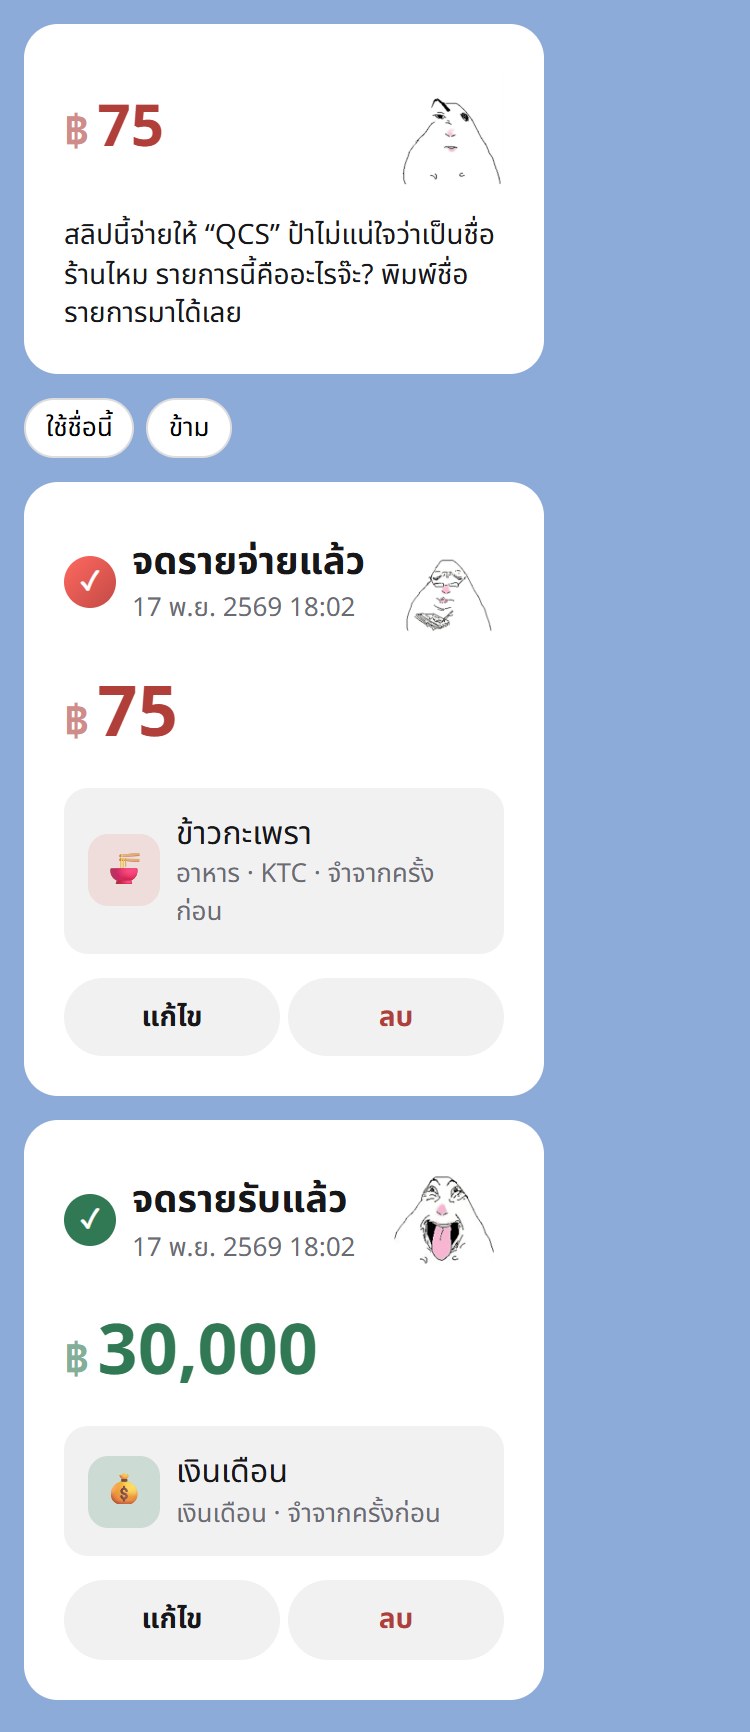 ฿ 75
สลิปนี้จ่ายให้ “QCS” ป้าไม่แน่ใจว่าเป็นชื่อ
ร้านไหม รายการนี้คืออะไรจ๊ะ? พิมพ์ชื่อ
รายการมาได้เลย
ใช้ชื่อนี้ ข้าม
จดรายจ่ายแล้ว
17 พ.ย. 2569 18:02
฿ 75
ข้าวกะเพรา
อาหาร · KTC · จำจากครั้ง
ก่อน
แก้ไข ลบ
จดรายรับแล้ว
17 พ.ย. 2569 18:02
฿ 30,000
เงินเดือน
เงินเดือน · จำจากครั้งก่อน
แก้ไข ลบ